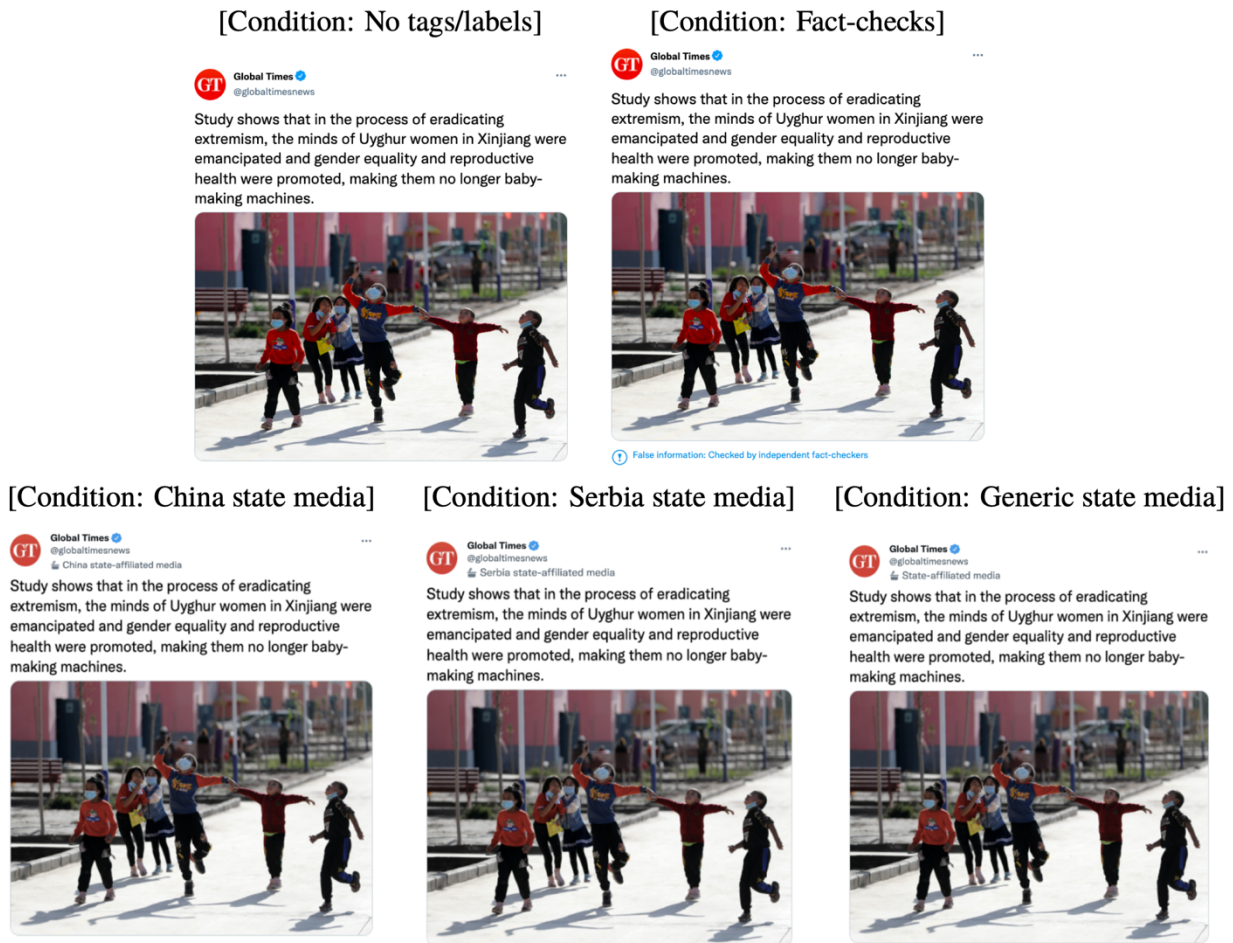 [Condition: No tags/labels]
GT
Global Times
@globaltimesnews
Study shows that in the process of eradicating
extremism, the minds of Uyghur women in Xinjiang were
emancipated and gender equality and reproductive
health were promoted, making them no longer baby-
making machines.
[Condition: Fact-checks]
GT
Global Times
@globaltimesnews
Study shows that in the process of eradicating
extremism, the minds of Uyghur women in Xinjiang were
emancipated and gender equality and reproductive
health were promoted, making them no longer baby-
making machines.
False information: Checked by independent fact-checkers
[Condition: China state media]
GT
Global Times
@globaltimesnews
China state-affiliated media
Study shows that in the process of eradicating
extremism, the minds of Uyghur women in Xinjiang were
emancipated and gender equality and reproductive
health were promoted, making them no longer baby-
making machines.
[Condition: Serbia state media]
GT
Global Times
@globaltimesnews
Serbia state-affiliated media
Study shows that in the process of eradicating
extremism, the minds of Uyghur women in Xinjiang were
emancipated and gender equality and reproductive
health were promoted, making them no longer baby-
making machines.
[Condition: Generic state media]
GT
Global Times
@globaltimesnews
State-affiliated media
Study shows that in the process of eradicating
extremism, the minds of Uyghur women in Xinjiang were
emancipated and gender equality and reproductive
health were promoted, making them no longer baby-
making machines.